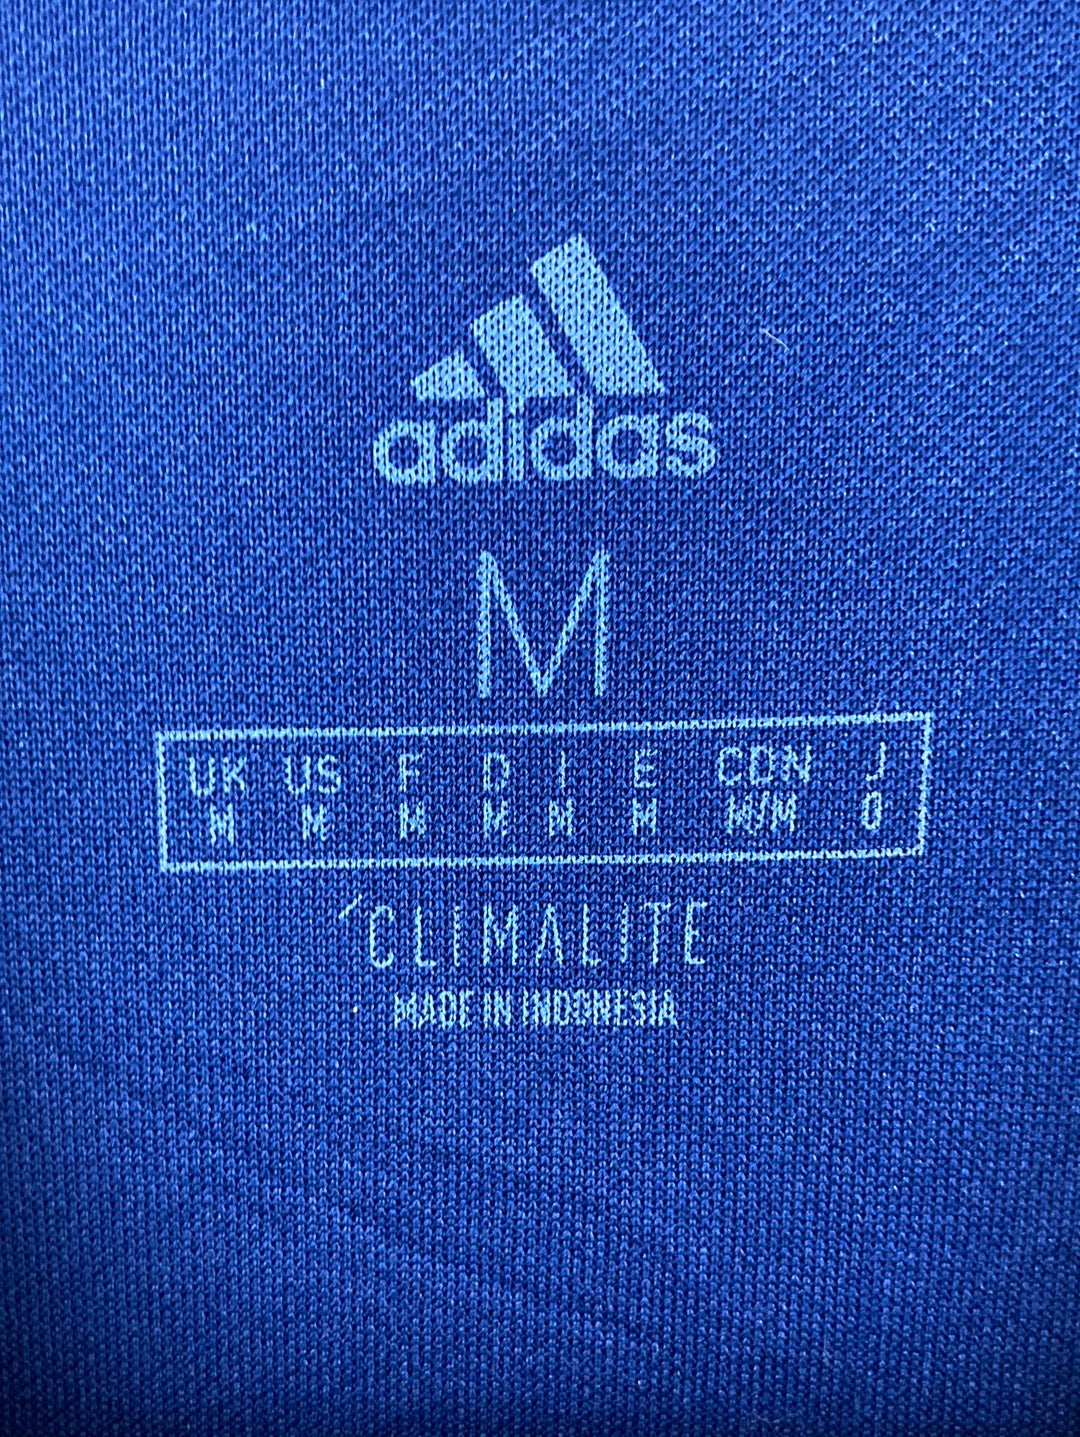 adidas
M
UK US F D I E CDN J
M M M M M M M/M O
CLIMALITE
MADE IN INDONESIA